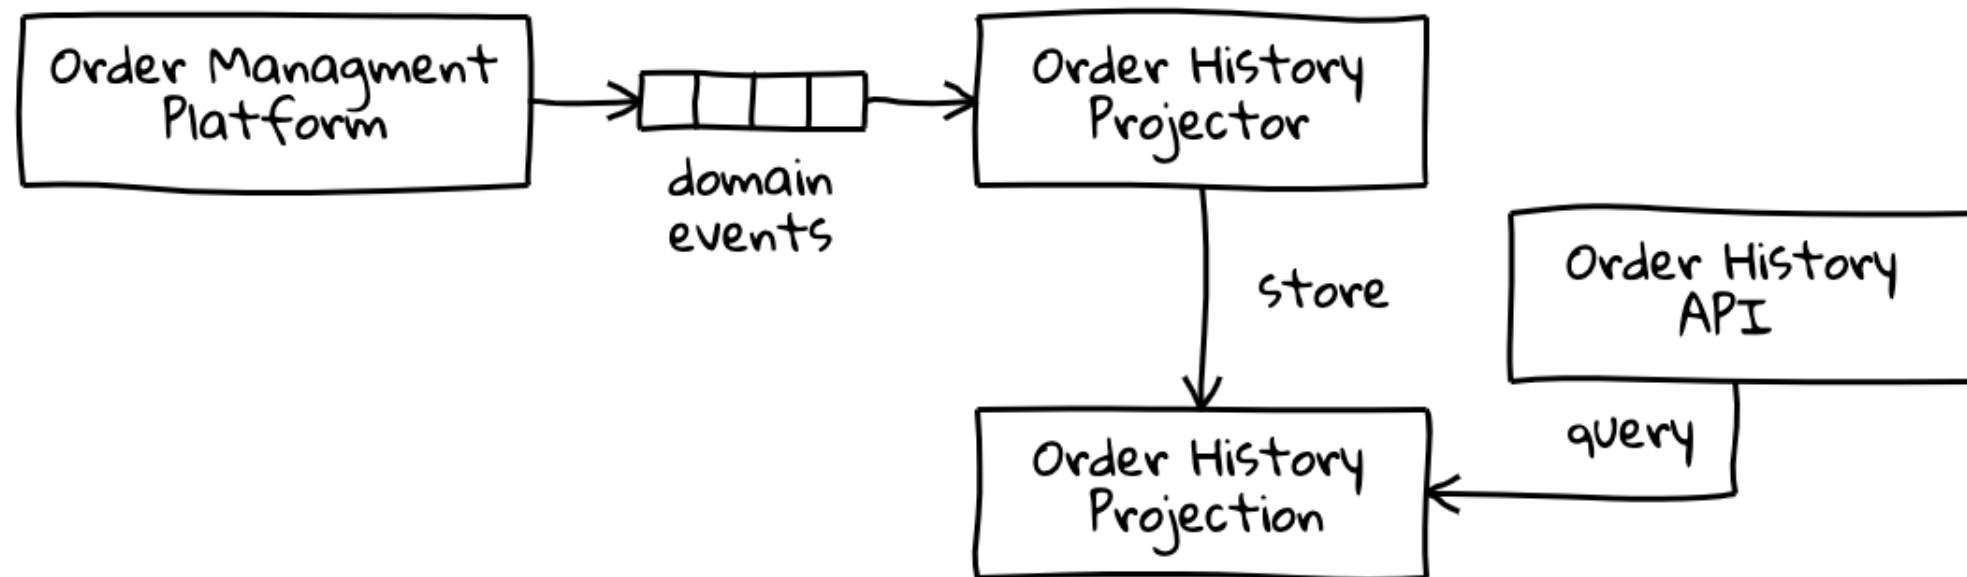 Order Managment
Platform
domain
events
Order History
Projector
store
Order History
API
query
Order History
Projection